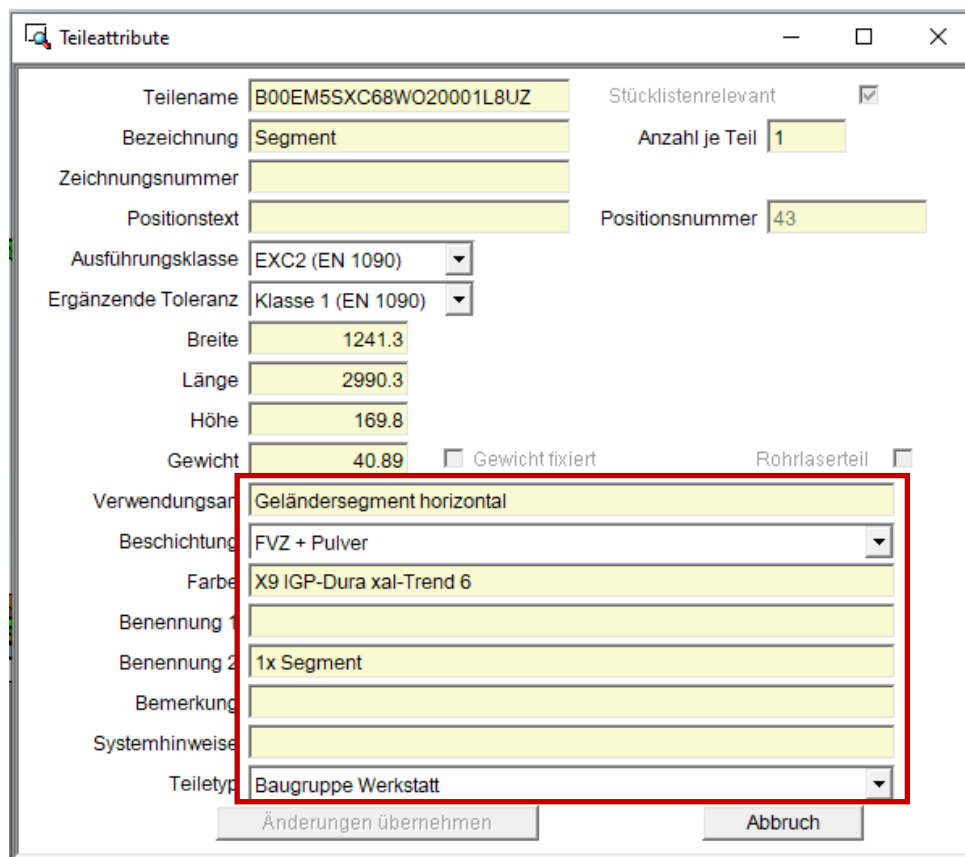 Teileattribute
Teilename B00EM5SXC68WO20001L8UZ Stücklistenrelevant
Bezeichnung Segment Anzahl je Teil 1
Zeichnungsnummer
Positionstext Positionsnummer 43
Ausführungsklasse EXC2 (EN 1090)
Ergänzende Toleranz Klasse 1 (EN 1090)
Breite 1241.3
Länge 2990.3
Höhe 169.8
Gewicht 40.89 Gewicht fixiert Rohrlaserteil
Verwendungsart Geländersegment horizontal
Beschichtung FVZ + Pulver
Farbe X9 IGP-Dura xal-Trend 6
Benennung 1
Benennung 2 1x Segment
Bemerkung
Systemhinweise
Teiletyp Baugruppe Werkstatt
Änderungen übernehmen Abbruch